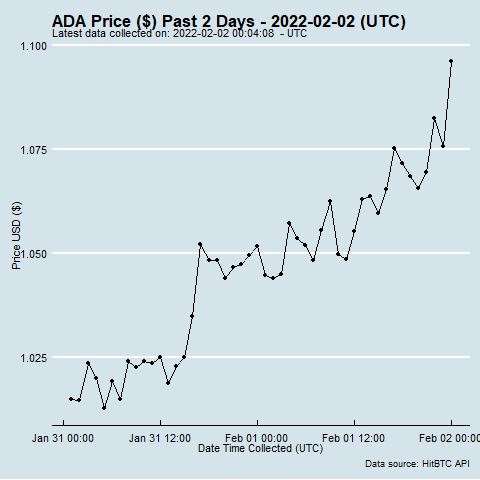 ADA Price ($) Past 2 Days - 2022-02-02 (UTC)
Latest data collected on: 2022-02-02 00:04:08  - UTC
1.100
1.075
1.050
1.025
Price USD ($)
Jan 31 00:00 Jan 31 12:00 Feb 01 00:00 Feb 01 12:00 Feb 02 00:00
Date Time Collected (UTC)
Data source: HitBTC API